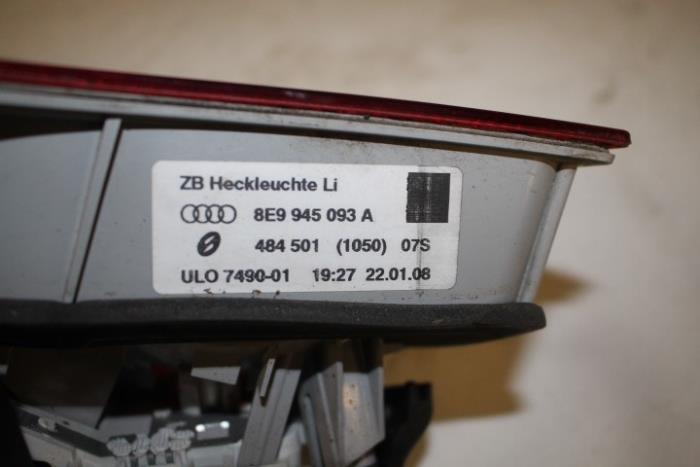 ZB Heckleuchte Li
8E9 945 093 A
484 501 (1050) 07S
ULO 7490-01 19:27 22.01.08